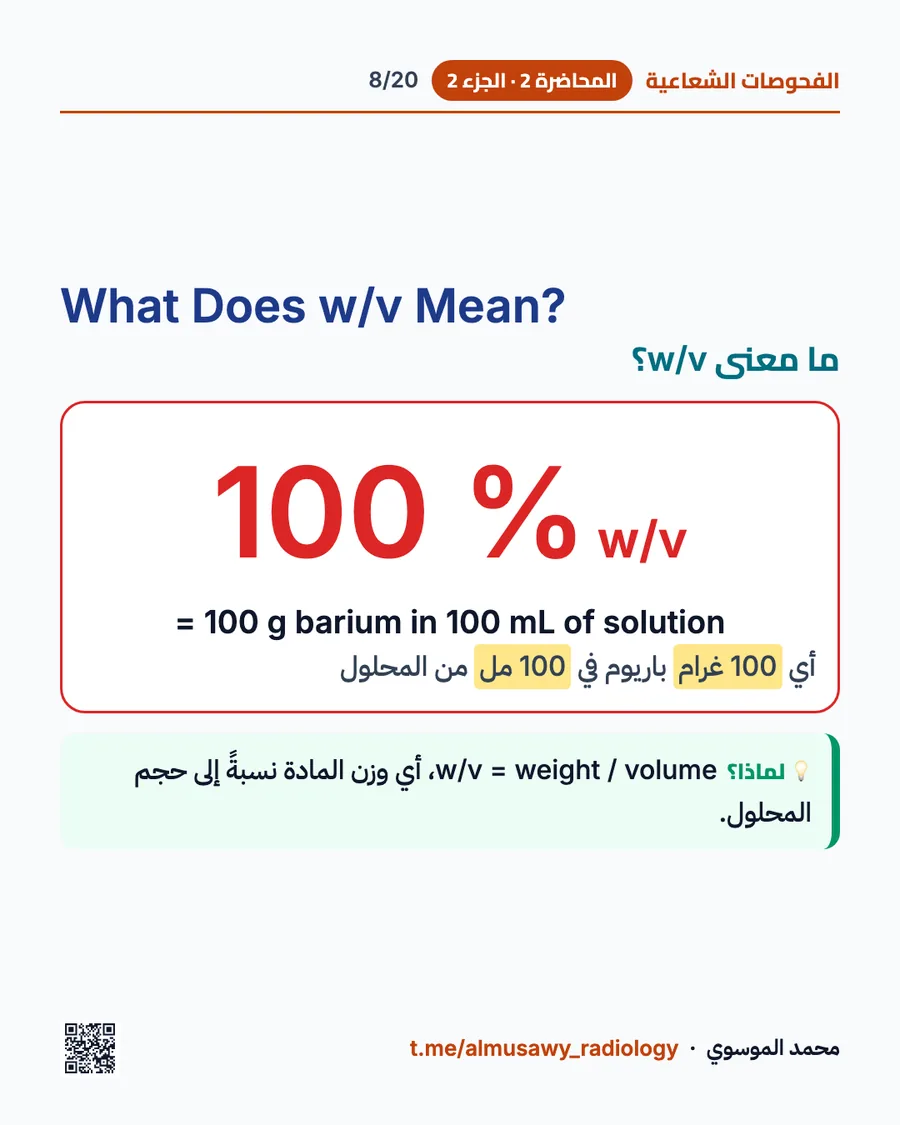 الفحوصات الشعاعية المحاضرة 2 · الجزء 2 8/20
What Does w/v Mean?
ما معنى w/v؟
100 % w/v
= 100 g barium in 100 mL of solution
أي 100 غرام باريوم في 100 مل من المحلول
💡 لماذا؟ w/v = weight / volume، أي وزن المادة نسبةً إلى حجم
المحلول.
محمد الموسوي · t.me/almusawy_radiology